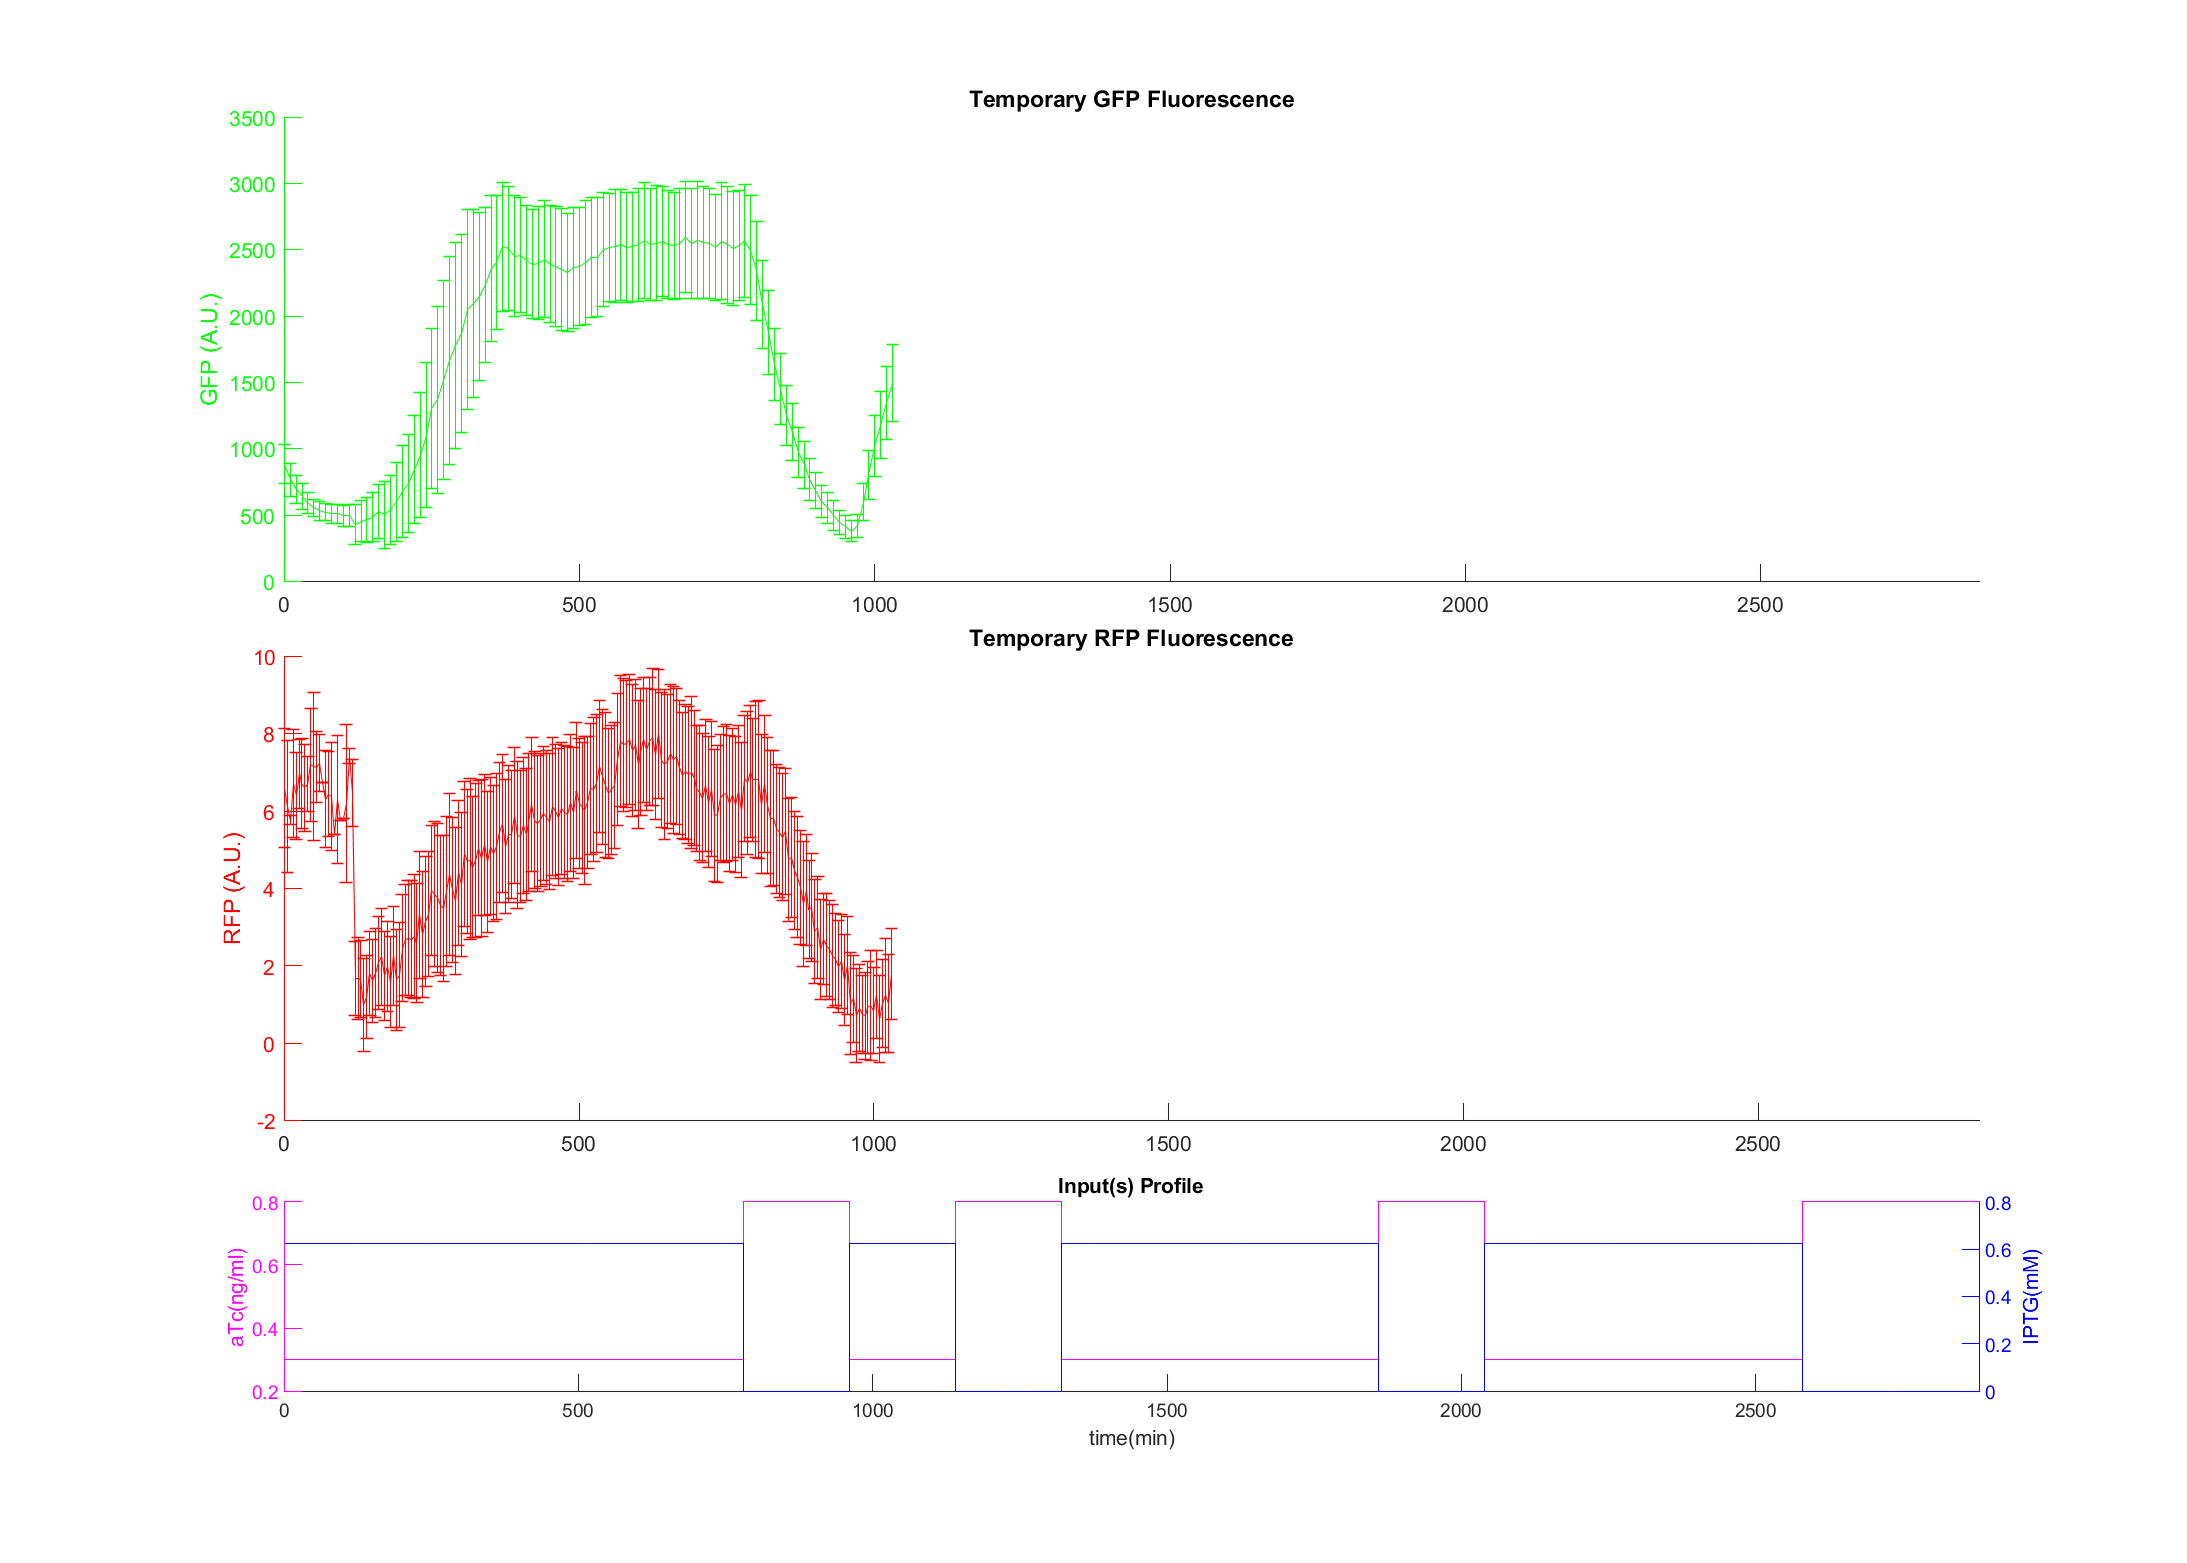 Temporary GFP Fluorescence
3500
3000
2500
2000
1500
1000
500
0
GFP (A.U.)
0 500 1000 1500 2000 2500
Temporary RFP Fluorescence
10
8
6
4
2
0
-2
RFP (A.U.)
0 500 1000 1500 2000 2500
Input(s) Profile
0.8
0.6
0.4
0.2
aTc(ng/ml)
0.8
0.6
0.4
0.2
0
IPTG(mM)
0 500 1000 1500 2000 2500
time(min)